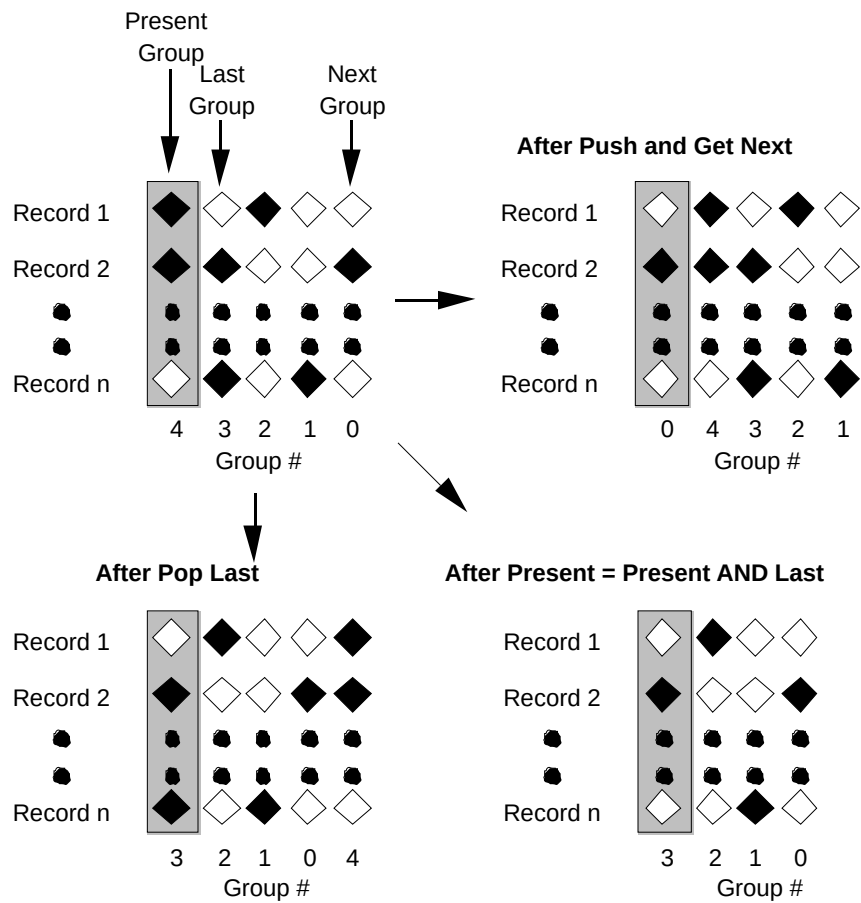 Present
Group
Last
Group
Next
Group
Record 1
Record 2
Record n
4 3 2 1 0
Group #
After Push and Get Next
Record 1
Record 2
Record n
0 4 3 2 1
Group #
After Pop Last
Record 1
Record 2
Record n
3 2 1 0 4
Group #
After Present = Present AND Last
Record 1
Record 2
Record n
3 2 1 0
Group #